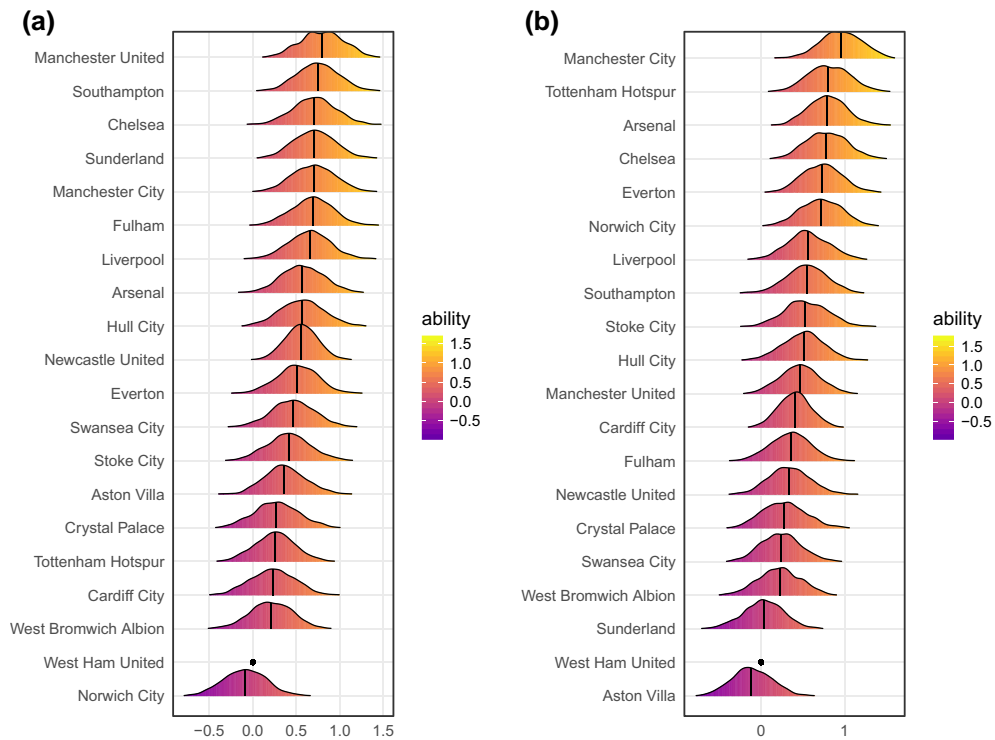 (a)
Manchester United
Southampton
Chelsea
Sunderland
Manchester City
Fulham
Liverpool
Arsenal
Hull City
Newcastle United
Everton
Swansea City
Stoke City
Aston Villa
Crystal Palace
Tottenham Hotspur
Cardiff City
West Bromwich Albion
West Ham United
Norwich City
−0.5 0.0 0.5 1.0 1.5
ability
1.5
1.0
0.5
0.0
−0.5
(b)
Manchester City
Tottenham Hotspur
Arsenal
Chelsea
Everton
Norwich City
Liverpool
Southampton
Stoke City
Hull City
Manchester United
Cardiff City
Fulham
Newcastle United
Crystal Palace
Swansea City
West Bromwich Albion
Sunderland
West Ham United
Aston Villa
0 1
ability
1.5
1.0
0.5
0.0
−0.5